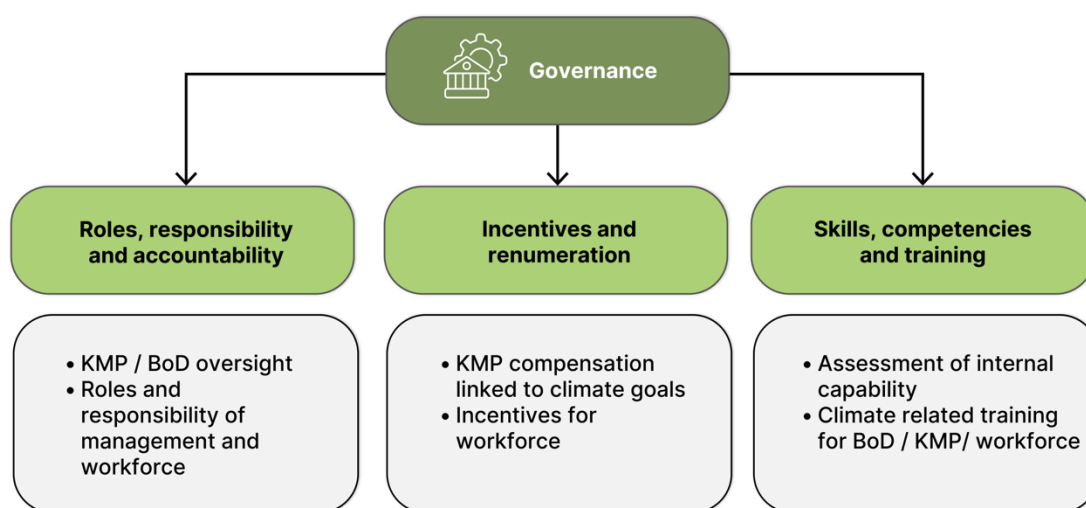 Governance
Roles, responsibility
and accountability
Incentives and
renumeration
Skills, competencies
and training
• KMP / BoD oversight
• Roles and
responsibility of
management and
workforce
• KMP compensation
linked to climate goals
• Incentives for
workforce
• Assessment of internal
capability
• Climate related training
for BoD / KMP/ workforce